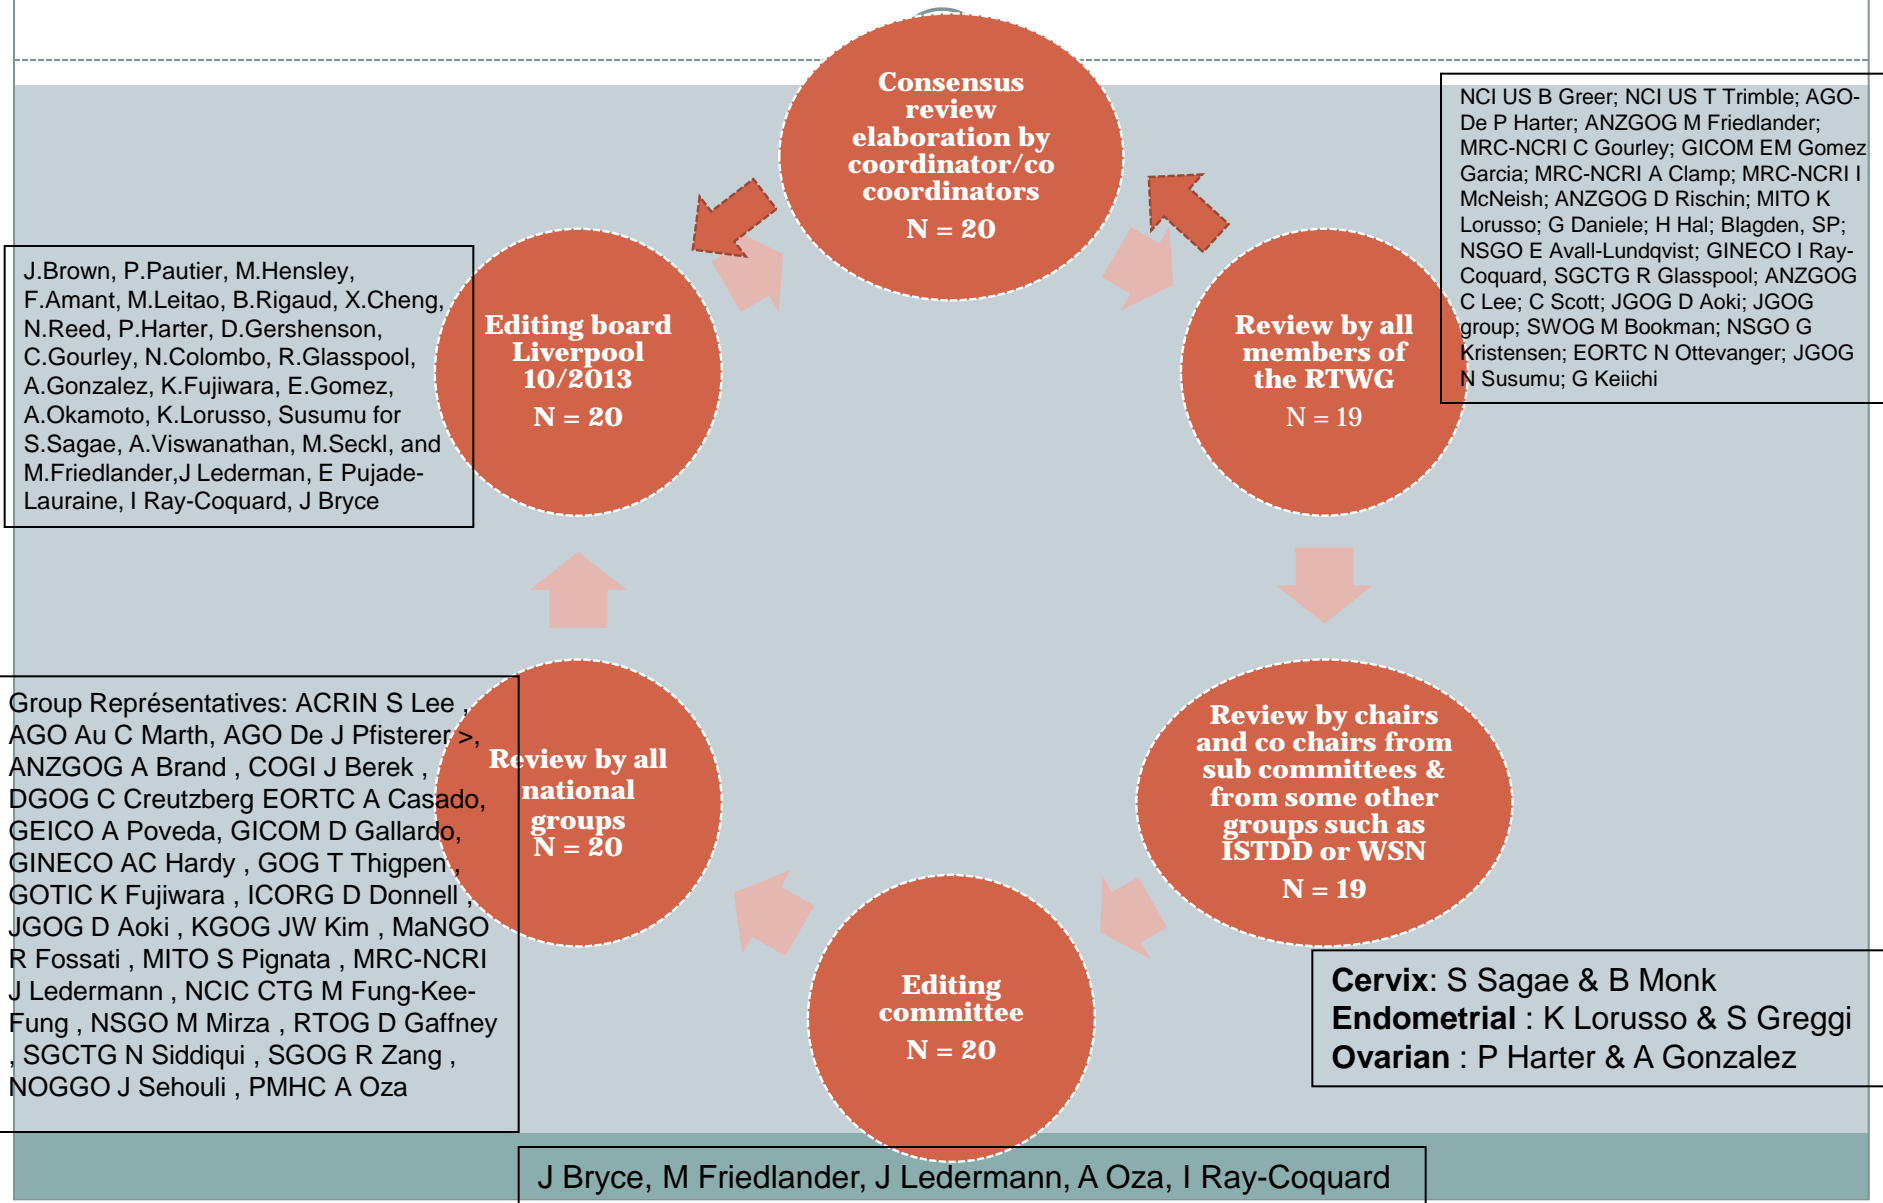 Consensus
review
elaboration by
coordinator/co
coordinators
N = 20
NCI US B Greer; NCI US T Trimble; AGO-
De P Harter; ANZGOG M Friedlander;
MRC-NCRI C Gourley; GICOM EM Gomez
Garcia; MRC-NCRI A Clamp; MRC-NCRI I
McNeish; ANZGOG D Rischin; MITO K
Lorusso; G Daniele; H Hal; Blagden, SP;
NSGO E Avall-Lundqvist; GINECO I Ray-
Coquard, SGCTG R Glasspool; ANZGOG
C Lee; C Scott; JGOG D Aoki; JGOG
group; SWOG M Bookman; NSGO G
Kristensen; EORTC N Ottevanger; JGOG
N Susumu; G Keiichi
Review by all
members of
the RTWG
N = 19
Review by chairs
and co chairs from
sub committees &
from some other
groups such as
ISTDD or WSN
N = 19
Cervix: S Sagae & B Monk
Endometrial : K Lorusso & S Greggi
Ovarian : P Harter & A Gonzalez
Editing
committee
N = 20
J Bryce, M Friedlander, J Ledermann, A Oza, I Ray-Coquard
Review by all
national
groups
N = 20
Group Représentatives: ACRIN S Lee ,
AGO Au C Marth, AGO De J Pfisterer >,
ANZGOG A Brand , COGI J Berek ,
DGOG C Creutzberg EORTC A Casado,
GEICO A Poveda, GICOM D Gallardo,
GINECO AC Hardy , GOG T Thigpen ,
GOTIC K Fujiwara , ICORG D Donnell ,
JGOG D Aoki , KGOG JW Kim , MaNGO
R Fossati , MITO S Pignata , MRC-NCRI
J Ledermann , NCIC CTG M Fung-Kee-
Fung , NSGO M Mirza , RTOG D Gaffney
, SGCTG N Siddiqui , SGOG R Zang ,
NOGGO J Sehouli , PMHC A Oza
Editing board
Liverpool
10/2013
N = 20
J.Brown, P.Pautier, M.Hensley,
F.Amant, M.Leitao, B.Rigaud, X.Cheng,
N.Reed, P.Harter, D.Gershenson,
C.Gourley, N.Colombo, R.Glasspool,
A.Gonzalez, K.Fujiwara, E.Gomez,
A.Okamoto, K.Lorusso, Susumu for
S.Sagae, A.Viswanathan, M.Seckl, and
M.Friedlander,J Lederman, E Pujade-
Lauraine, I Ray-Coquard, J Bryce